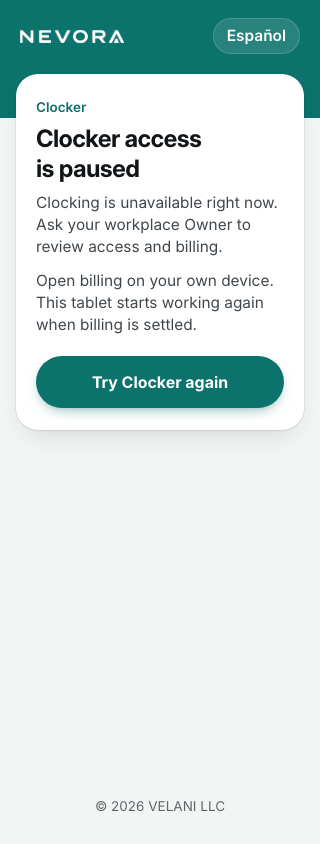 NEVORA
Español
Clocker
Clocker access
is paused
Clocking is unavailable right now.
Ask your workplace Owner to
review access and billing.
Open billing on your own device.
This tablet starts working again
when billing is settled.
Try Clocker again
© 2026 VELANI LLC